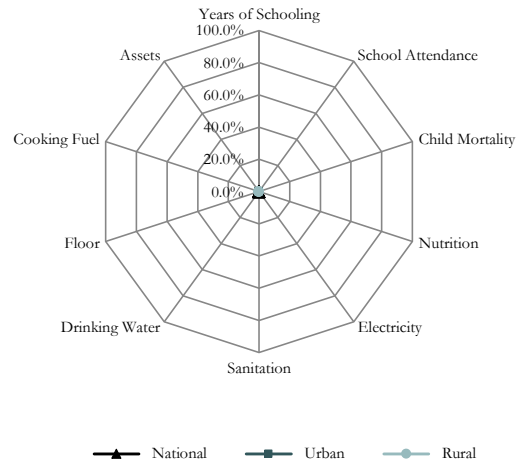 Years of Schooling
100.0%
Assets
School Attendance
80.0%
60.0%
Cooking Fuel
40.0%
Child Mortality
20.0%
0.0%
Floor
Nutrition
Drinking Water
Electricity
Sanitation
National Urban Rural